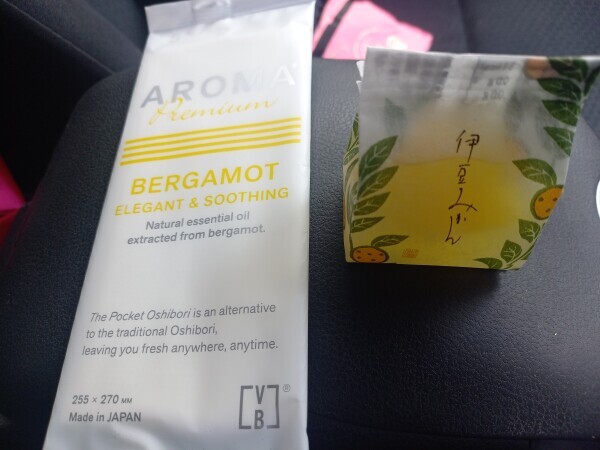 AROMA
Premium
BERGAMOT
ELEGANT & SOOTHING
Natural essential oil
extracted from bergamot.
The Pocket Oshibori is an alternative
to the traditional Oshibori,
leaving you fresh anywhere, anytime.
255 × 270 MM
Made in JAPAN
VB®
伊豆みかん